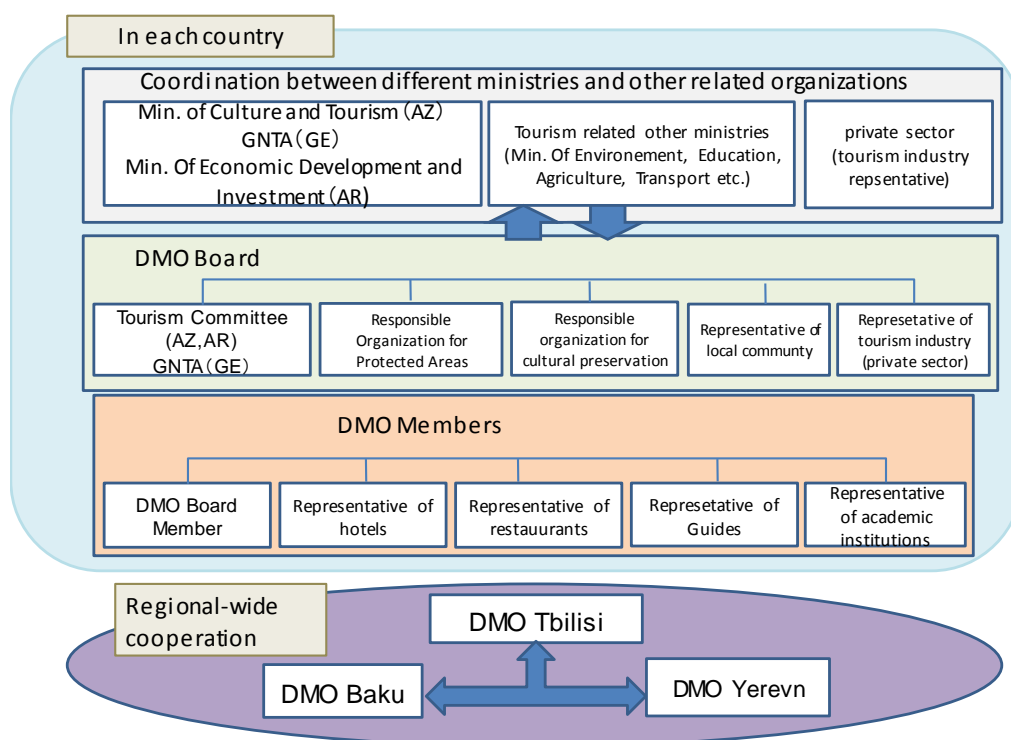 In each country
Coordination between different ministries and other related organizations
Min. of Culture and Tourism (AZ)
GNTA(GE)
Min. Of Economic Development and
Investment(AR)
Tourism related other ministries
(Min. Of Environement, Education,
Agriculture, Transport etc.)
private sector
(tourism industry
repsentative)
DMO Board
Tourism Committee
(AZ,AR)
GNTA(GE)
Responsible
Organization for
Protected Areas
Responsible
organization for
cultural preservation
Representative of
local communty
Represetative of
tourism industry
(private sector)
DMO Members
DMO Board
Member
Representative of
hotels
Representative of
restauurants
Represetative of
Guides
Representative
of academic
institutions
Regional-wide
cooperation
DMO Tbilisi
DMO Baku
DMO Yerevn